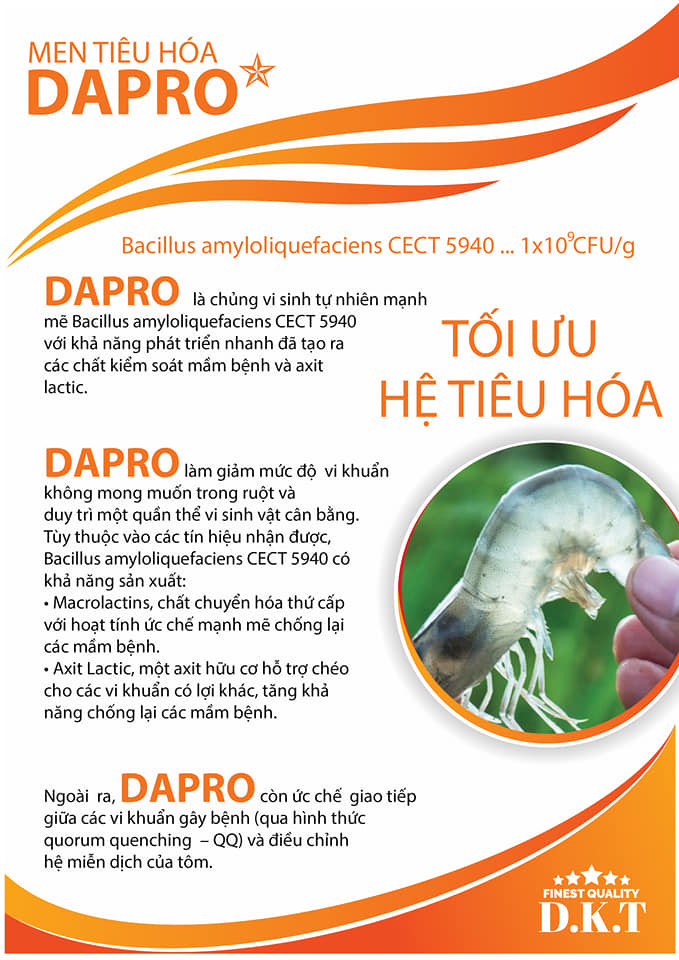 MEN TIÊU HÓA
DAPRO
Bacillus amyloliquefaciens CECT 5940 ... 1x10⁹CFU/g
DAPRO là chủng vi sinh tự nhiên mạnh
mẽ Bacillus amyloliquefaciens CECT 5940
với khả năng phát triển nhanh đã tạo ra
các chất kiểm soát mầm bệnh và axit
lactic.
TỐI ƯU
HỆ TIÊU HÓA
DAPRO làm giảm mức độ vi khuẩn
không mong muốn trong ruột và
duy trì một quần thể vi sinh vật cân bằng.
Tùy thuộc vào các tín hiệu nhận được,
Bacillus amyloliquefaciens CECT 5940 có
khả năng sản xuất:
• Macrolactins, chất chuyển hóa thứ cấp
với hoạt tính ức chế mạnh mẽ chống lại
các mầm bệnh.
• Axit Lactic, một axit hữu cơ hỗ trợ chéo
cho các vi khuẩn có lợi khác, tăng khả
năng chống lại các mầm bệnh.
Ngoài ra, DAPRO còn ức chế giao tiếp
giữa các vi khuẩn gây bệnh (qua hình thức
quorum quenching – QQ) và điều chỉnh
hệ miễn dịch của tôm.
FINEST QUALITY
D.K.T